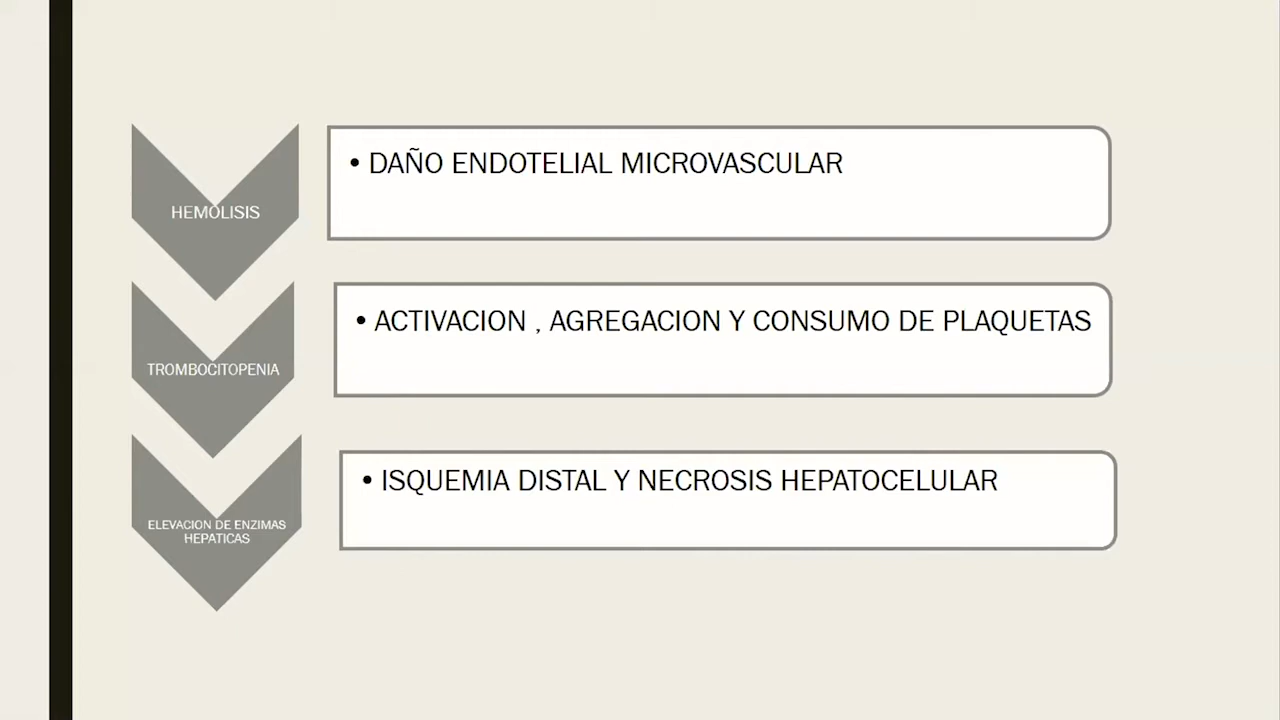 HEMOLISIS
• DAÑO ENDOTELIAL MICROVASCULAR
TROMBOCITOPENIA
• ACTIVACION , AGREGACION Y CONSUMO DE PLAQUETAS
ELEVACION DE ENZIMAS
HEPATICAS
• ISQUEMIA DISTAL Y NECROSIS HEPATOCELULAR